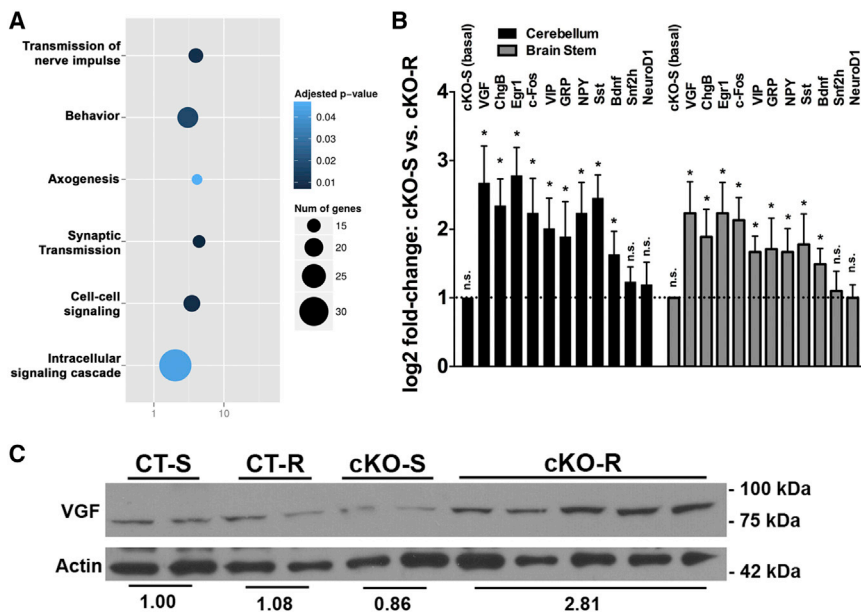 A
Transmission of
nerve impulse
Behavior
Axogenesis
Synaptic
Transmission
Cell-cell
signaling
Intracellular
signaling cascade
1
10
Adjusted p-value
0.04
0.03
0.02
0.01
Num of genes
15
20
25
30
B
Cerebellum
Brain Stem
log2 fold-change: cKO-S vs. cKO-R
4
3
2
1
0
cKO-S (basal)
VGF
ChgB
Egr1
c-Fos
VIP
GRP
NPY
Sst
Bdnf
Snf2h
NeuroD1
cKO-S (basal)
VGF
ChgB
Egr1
c-Fos
VIP
GRP
NPY
Sst
Bdnf
Snf2h
NeuroD1
n.s.
*
*
*
*
*
*
*
*
*
n.s.
n.s.
n.s.
*
*
*
*
*
*
*
*
*
n.s.
n.s.
C
CT-S
CT-R
cKO-S
cKO-R
VGF
- 100 kDa
- 75 kDa
Actin
- 42 kDa
1.00
1.08
0.86
2.81